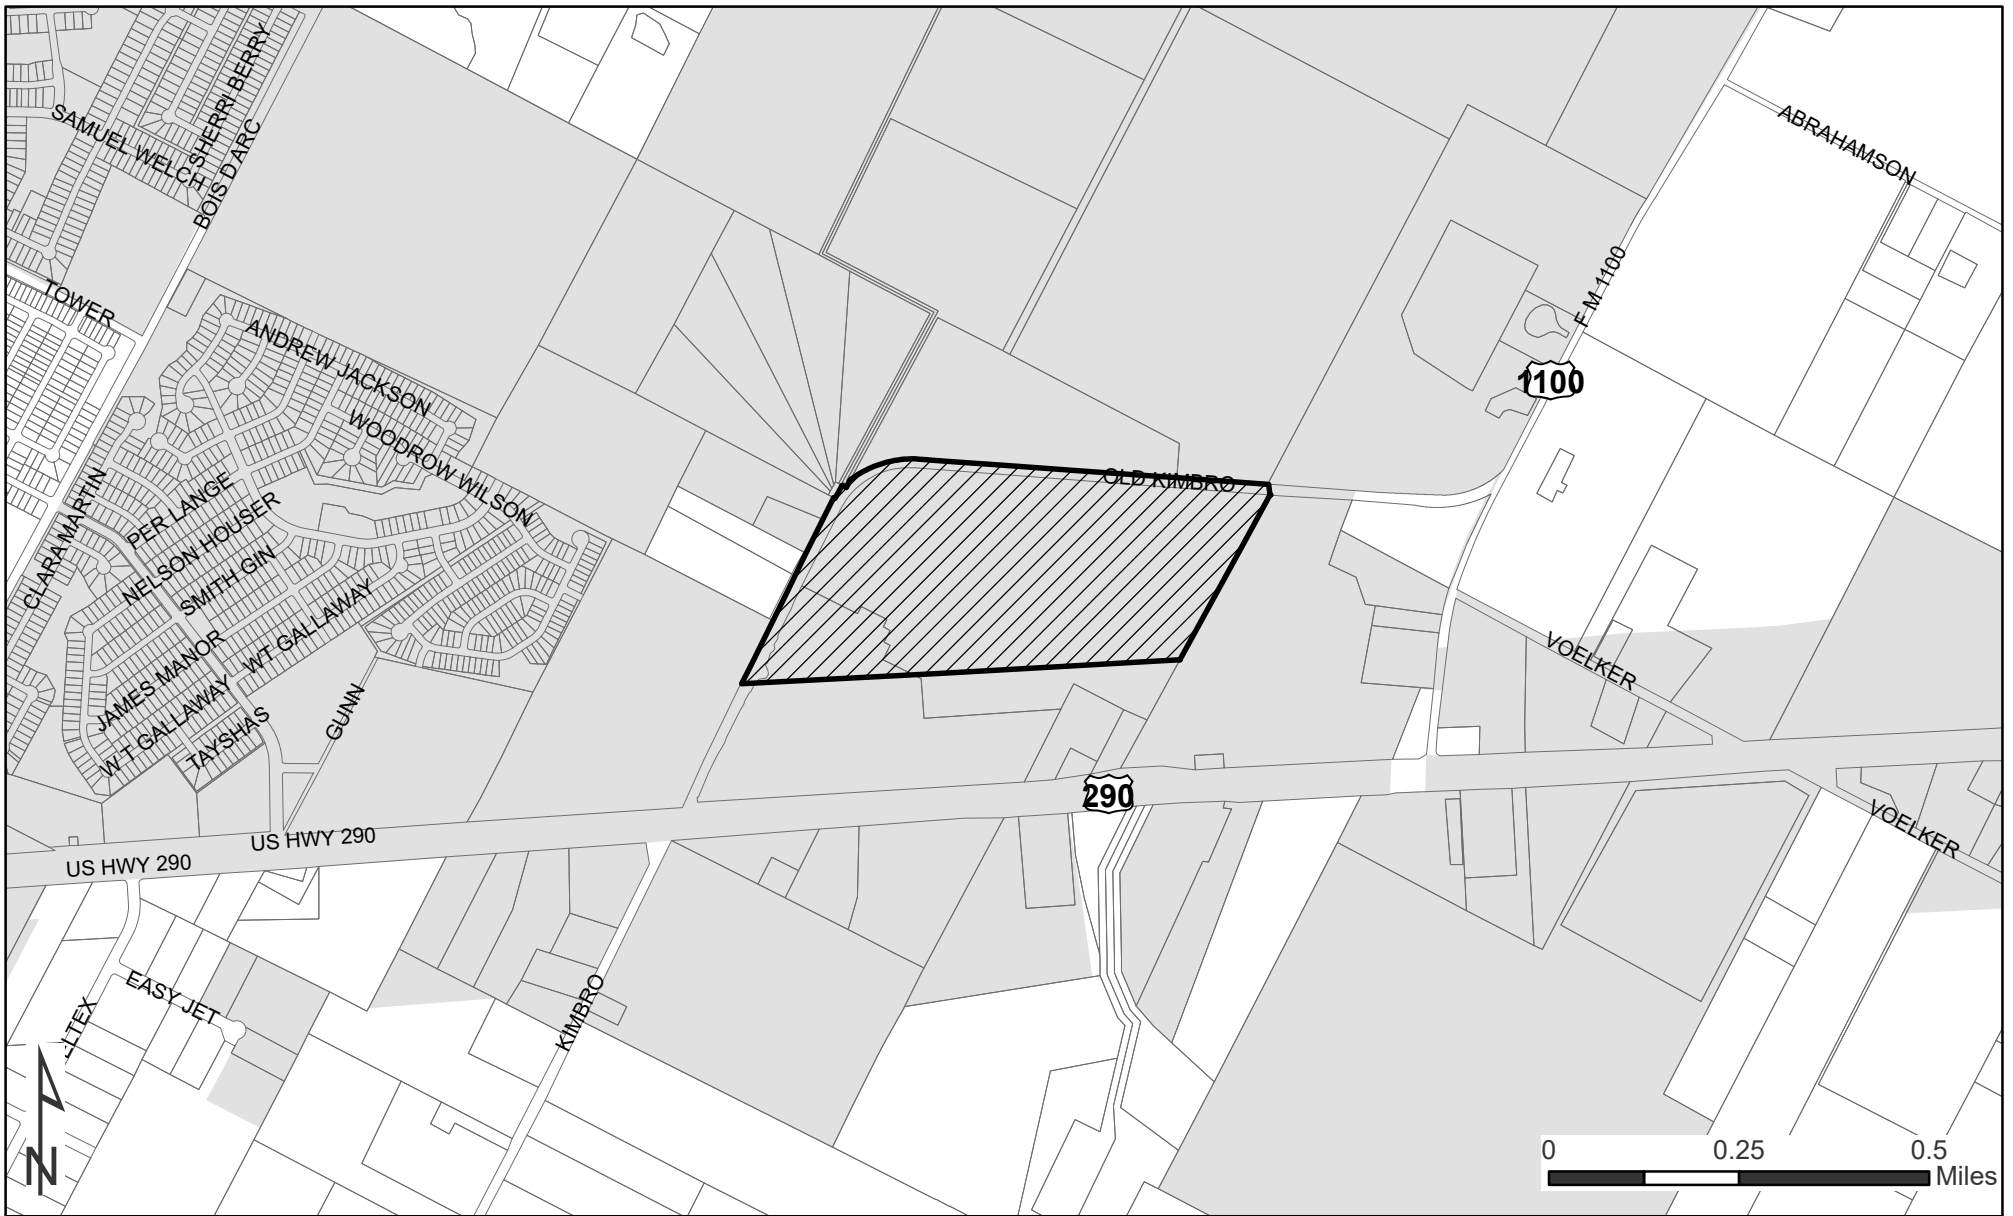 SHERRI BERRY
SAMUEL WELCH
BOIS D ARC
ABRAHAMSON
TOWER
F M 1100
ANDREW JACKSON
1100
WOODROW WILSON
OLD KIMBRO
CLARA MARTIN
PER LANGE
NELSON HOUSER
SMITH GIN
WT GALLAWAY
JAMES MANOR
VOELKER
W T GALLAWAY
TAYSHAS
GUNN
290
US HWY 290
US HWY 290
VOELKER
EASY JET
LTEX
KIMBRO
N
0 0.25 0.5
Miles